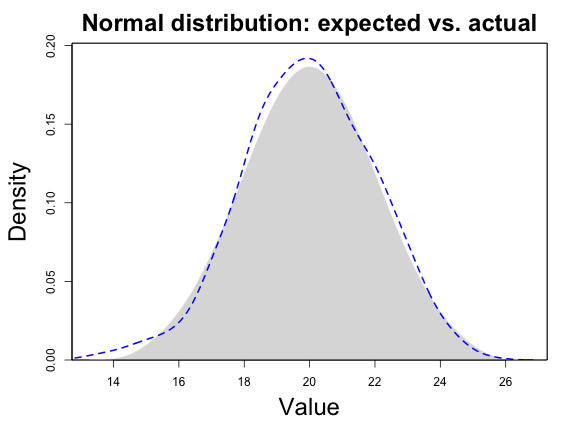 Normal distribution: expected vs. actual
0.20
0.15
0.10
0.05
0.00
Density
14 16 18 20 22 24 26
Value